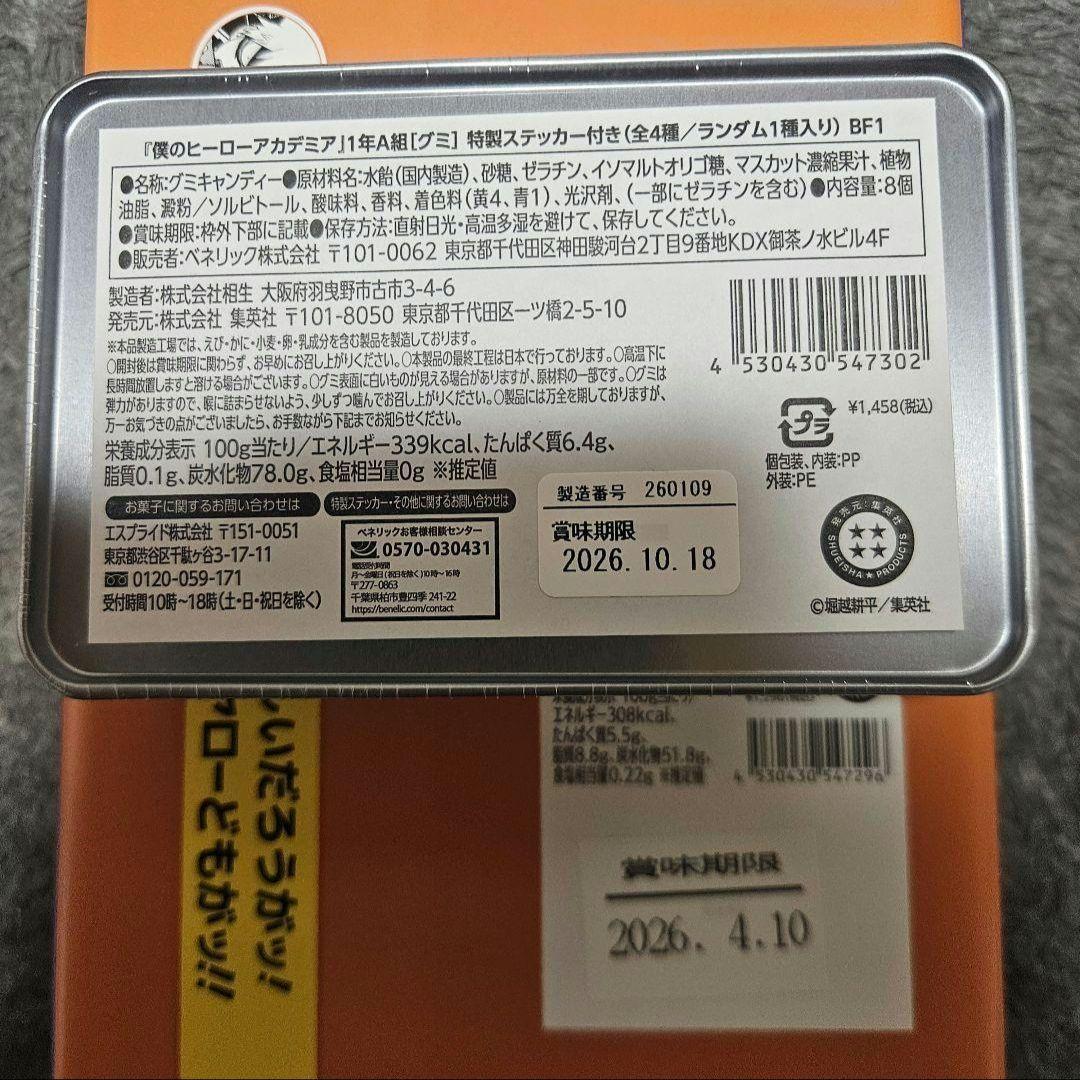 『僕のヒーローアカデミア』1年A組[グミ] 特製ステッカー付き(全4種／ランダム1種入り) BF1
●名称:グミキャンディー●原材料名:水飴(国内製造)、砂糖、ゼラチン、イソマルトオリゴ糖、マスカット濃縮果汁、植物
油脂、澱粉／ソルビトール、酸味料、香料、着色料(黄4、青1)、光沢剤、(一部にゼラチンを含む)●内容量:8個
●賞味期限:枠外下部に記載●保存方法:直射日光・高温多湿を避けて、保存してください。
●販売者:ベネリック株式会社 〒101-0062 東京都千代田区神田駿河台2丁目9番地KDX御茶ノ水ビル4F
製造者:株式会社相生 大阪府羽曳野市古市3-4-6
発売元:株式会社 集英社 〒101-8050 東京都千代田区一ツ橋2-5-10
※本品製造工場では、えび・かに・小麦・卵・乳成分を含む製品を製造しております。
○開封後は賞味期限に関わらず、お早めにお召し上がりください。○本製品の最終工程は日本で行っております。○高温下に
長時間放置しますと溶ける場合がございます。○グミ表面に白いものが見える場合がありますが、原材料の一部です。○グミは
弾力がありますので、喉に詰まらせないよう、少しずつ噛んでお召し上がりください。○製品には万全を期しておりますが、
万一お気づきの点がございましたら、お手数ながら下記までお知らせください。
栄養成分表示 100g当たり／エネルギー339kcal、たんぱく質6.4g、
脂質0.1g、炭水化物78.0g、食塩相当量0g ※推定値
4 530430 547302
プラ
¥1,458(税込)
個包装、内装:PP
外装:PE
お菓子に関するお問い合わせは
エスプライド株式会社 〒151-0051
東京都渋谷区千駄ヶ谷3-17-11
0120-059-171
受付時間10時～18時(土・日・祝日を除く)
特製ステッカー・その他に関するお問い合わせは
ベネリックお客様相談センター
0570-030431
電話受付時間
月～金曜日(祝日を除く)10時～16時
〒277-0863
千葉県柏市豊四季 241-22
https://benelic.com/contact
製造番号 260109
賞味期限
2026.10.18
発売元:集英社
SHUEISHA★PRODUCTS
©堀越耕平／集英社
エネルギー308kcal、
たんぱく質5.5g、
脂質8.8g、炭水化物51.8g、
食塩相当量0.22g ※推定値
4 530430 547296
賞味期限
2026. 4.10
いいだろうがッ!
ローどもがッ!!